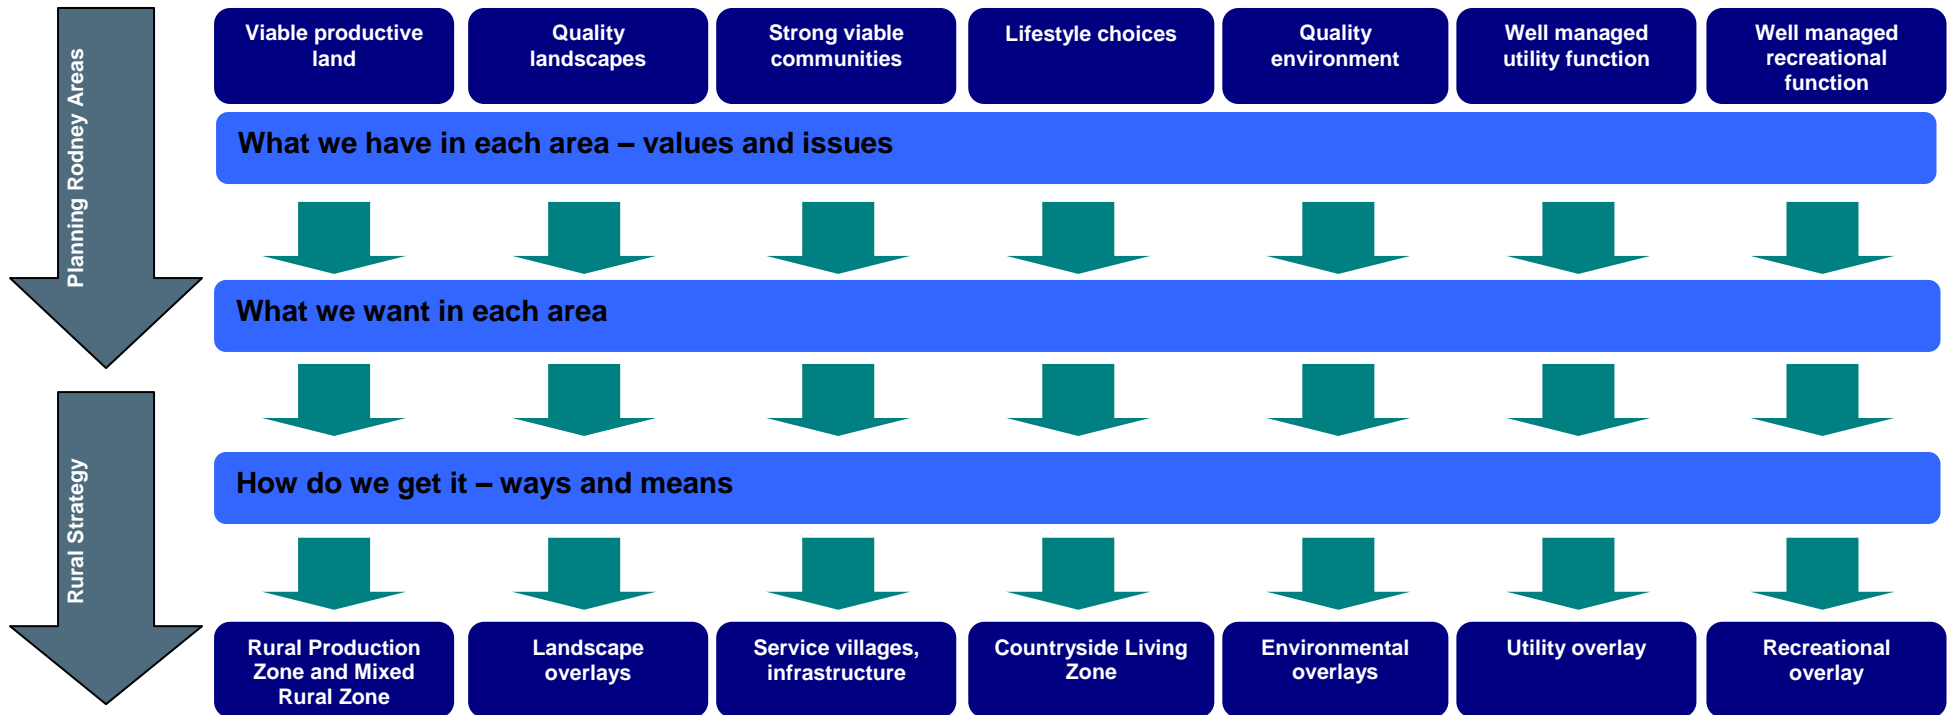 Planning Rodney Areas
Viable productive
land
Quality
landscapes
Strong viable
communities
Lifestyle choices
Quality
environment
Well managed
utility function
Well managed
recreational
function
What we have in each area – values and issues
What we want in each area
Rural Strategy
How do we get it – ways and means
Rural Production
Zone and Mixed
Rural Zone
Landscape
overlays
Service villages,
infrastructure
Countryside Living
Zone
Environmental
overlays
Utility overlay
Recreational
overlay